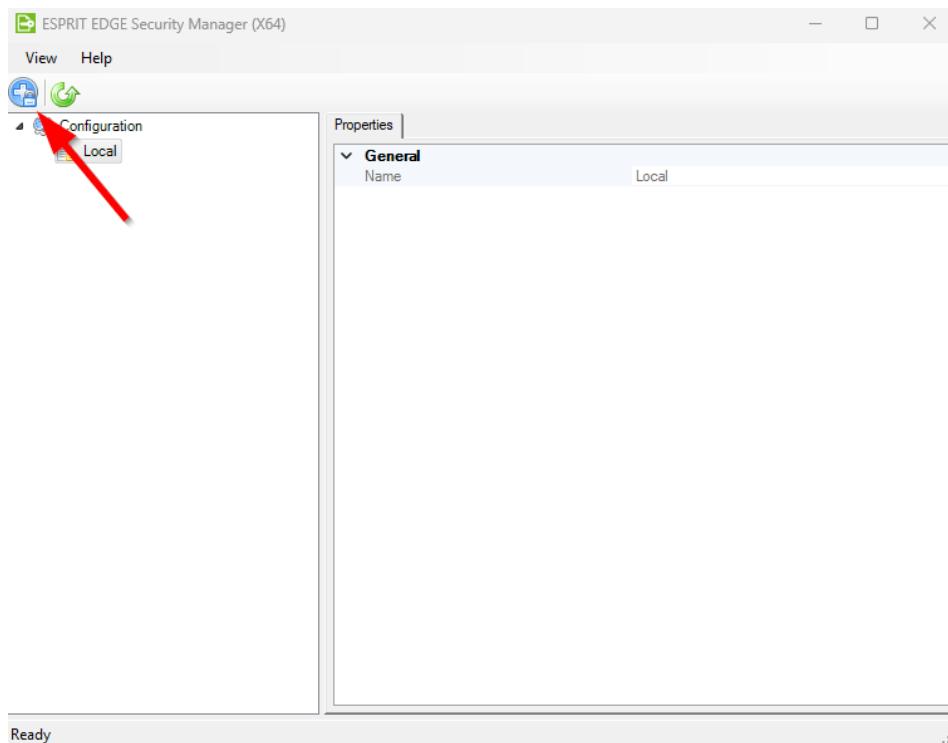 ESPRIT EDGE Security Manager (X64)
View Help
Configuration
Local
Properties
General
Name Local
Ready